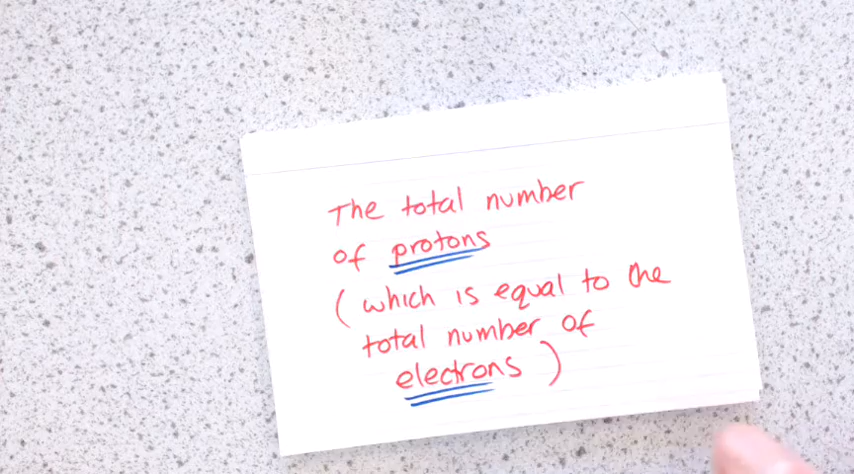 The total number
of protons
(which is equal to the
total number of
electrons)